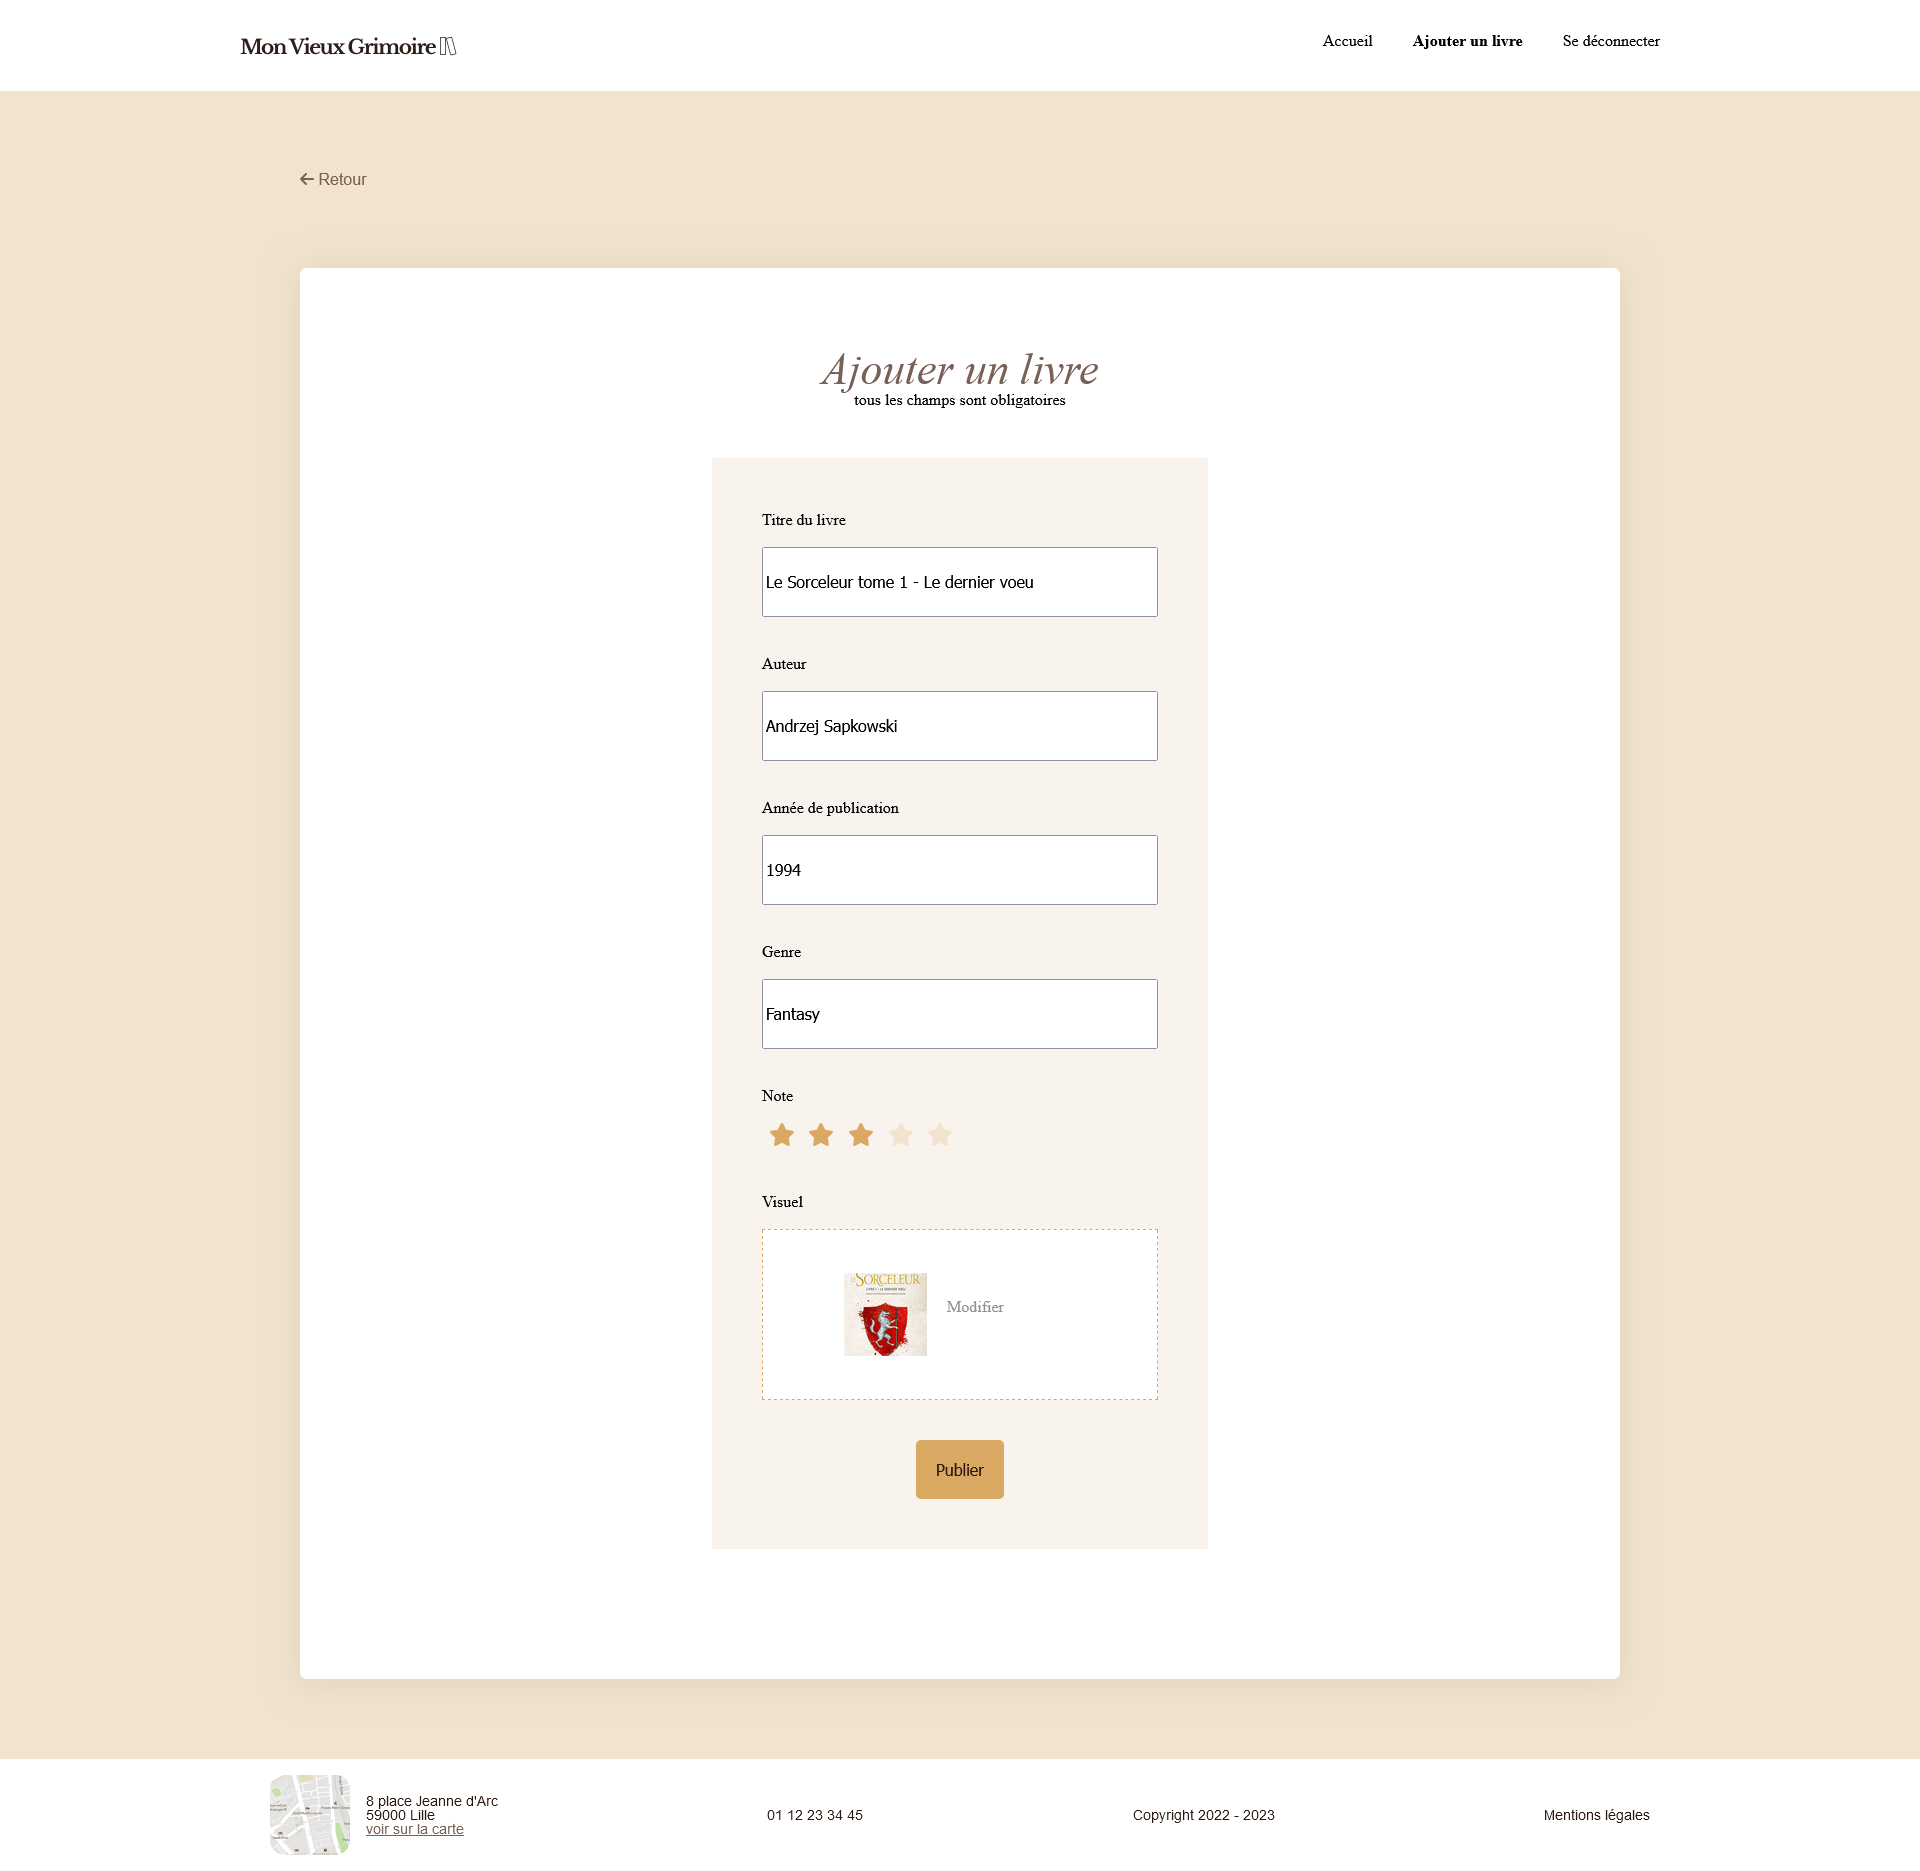 Mon Vieux Grimoire
Accueil
Ajouter un livre
Se déconnecter
Retour
Ajouter un livre
tous les champs sont obligatoires
Titre du livre
Le Sorceleur tome 1 - Le dernier voeu
Auteur
Andrzej Sapkowski
Année de publication
1994
Genre
Fantasy
Note
Visuel
LE SORCELEUR
Modifier
Publier
8 place Jeanne d'Arc
59000 Lille
voir sur la carte
01 12 23 34 45
Copyright 2022 - 2023
Mentions légales